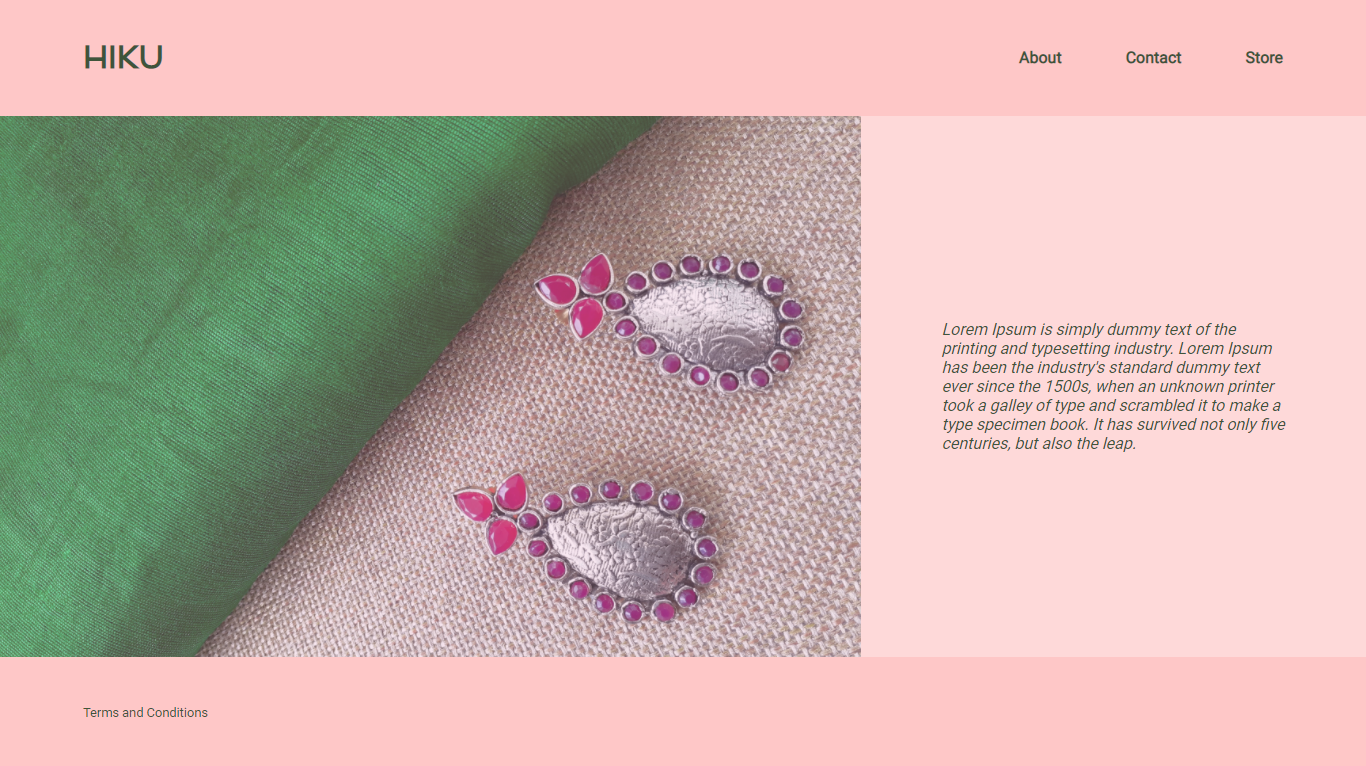 HIKU
About Contact Store
Lorem Ipsum is simply dummy text of the
printing and typesetting industry. Lorem Ipsum
has been the industry's standard dummy text
ever since the 1500s, when an unknown printer
took a galley of type and scrambled it to make a
type specimen book. It has survived not only five
centuries, but also the leap.
Terms and Conditions